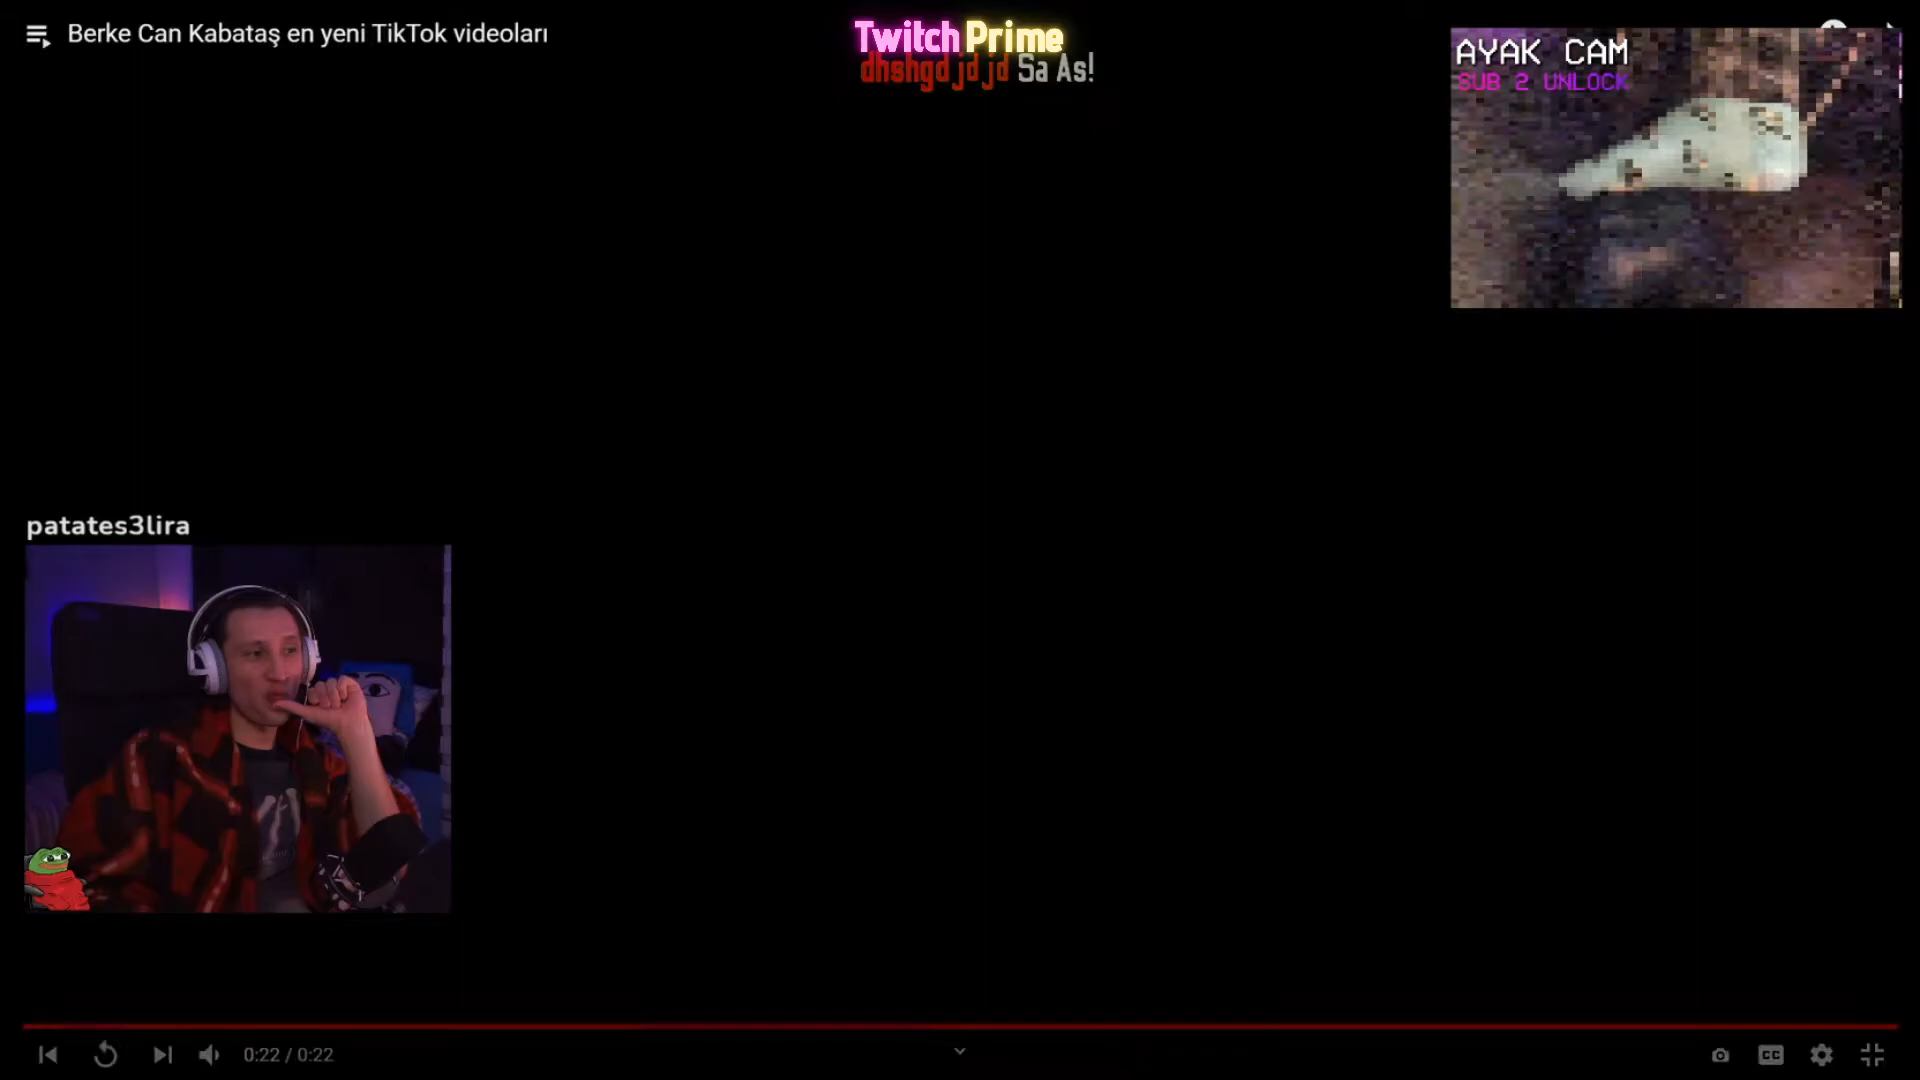 Berke Can Kabataş en yeni TikTok videoları
Twitch Prime
dhshgd jd jd Sa As!
AYAK CAM
SUB 2 UNLOCK
patates3lira
0:22 / 0:22
CC